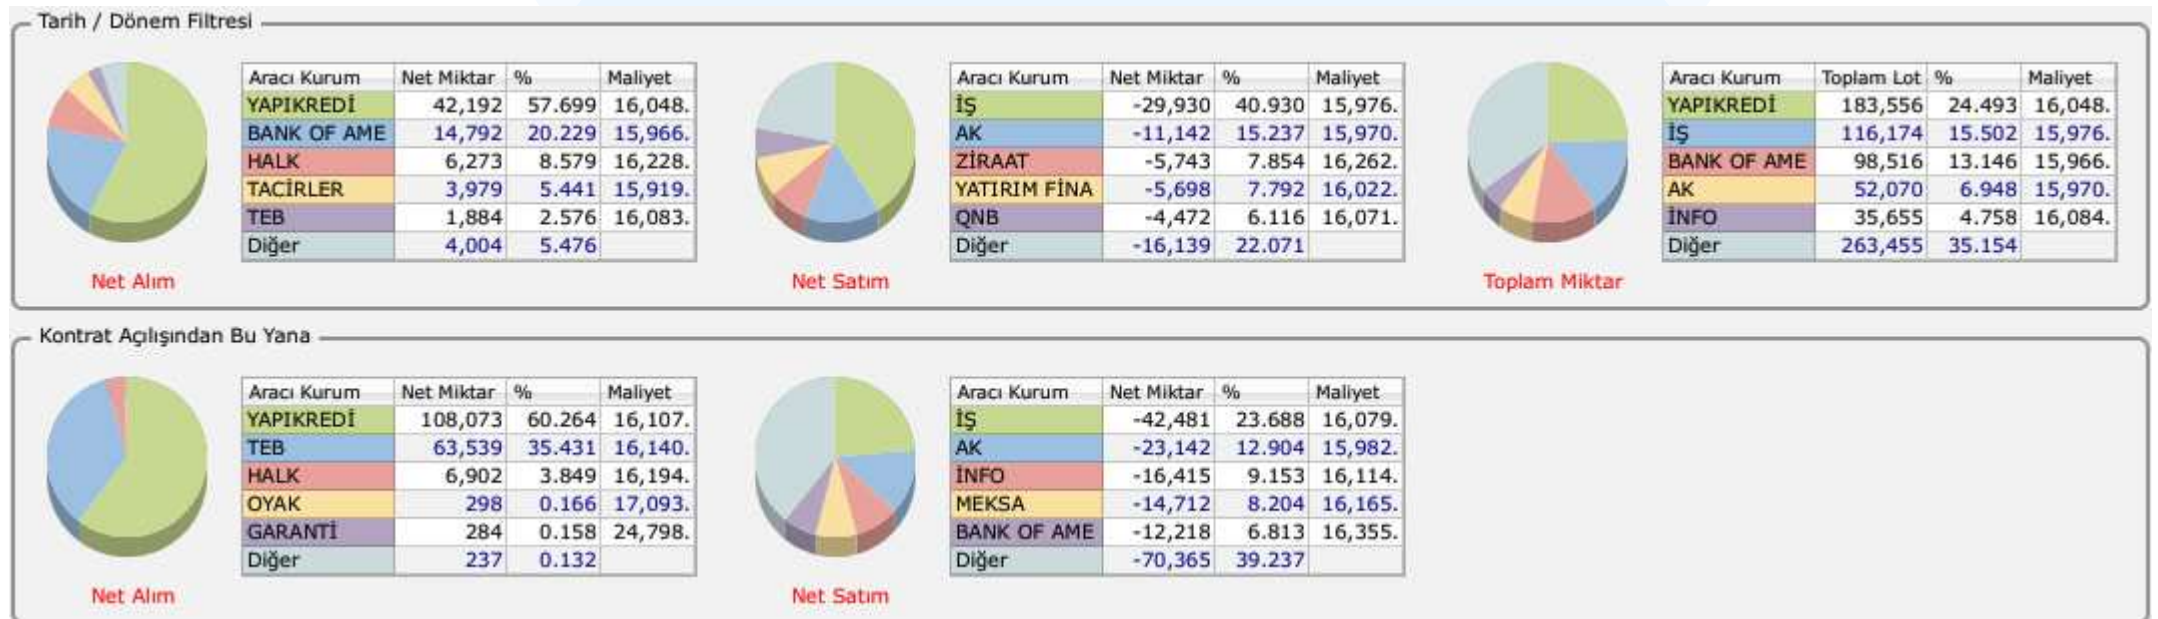 Tarih / Dönem Filtresi
Aracı Kurum Net Miktar % Maliyet
YAPIKREDİ 42,192 57.699 16,048.
BANK OF AME 14,792 20.229 15,966.
HALK 6,273 8.579 16,228.
TACİRLER 3,979 5.441 15,919.
TEB 1,884 2.576 16,083.
Diğer 4,004 5.476
Net Alım
Aracı Kurum Net Miktar % Maliyet
İŞ -29,930 40.930 15,976.
AK -11,142 15.237 15,970.
ZİRAAT -5,743 7.854 16,262.
YATIRIM FİNA -5,698 7.792 16,022.
QNB -4,472 6.116 16,071.
Diğer -16,139 22.071
Net Satım
Aracı Kurum Toplam Lot % Maliyet
YAPIKREDİ 183,556 24.493 16,048.
İŞ 116,174 15.502 15,976.
BANK OF AME 98,516 13.146 15,966.
AK 52,070 6.948 15,970.
İNFO 35,655 4.758 16,084.
Diğer 263,455 35.154
Toplam Miktar
Kontrat Açılışından Bu Yana
Aracı Kurum Net Miktar % Maliyet
YAPIKREDİ 108,073 60.264 16,107.
TEB 63,539 35.431 16,140.
HALK 6,902 3.849 16,194.
OYAK 298 0.166 17,093.
GARANTİ 284 0.158 24,798.
Diğer 237 0.132
Net Alım
Aracı Kurum Net Miktar % Maliyet
İŞ -42,481 23.688 16,079.
AK -23,142 12.904 15,982.
İNFO -16,415 9.153 16,114.
MEKSA -14,712 8.204 16,165.
BANK OF AME -12,218 6.813 16,355.
Diğer -70,365 39.237
Net Satım